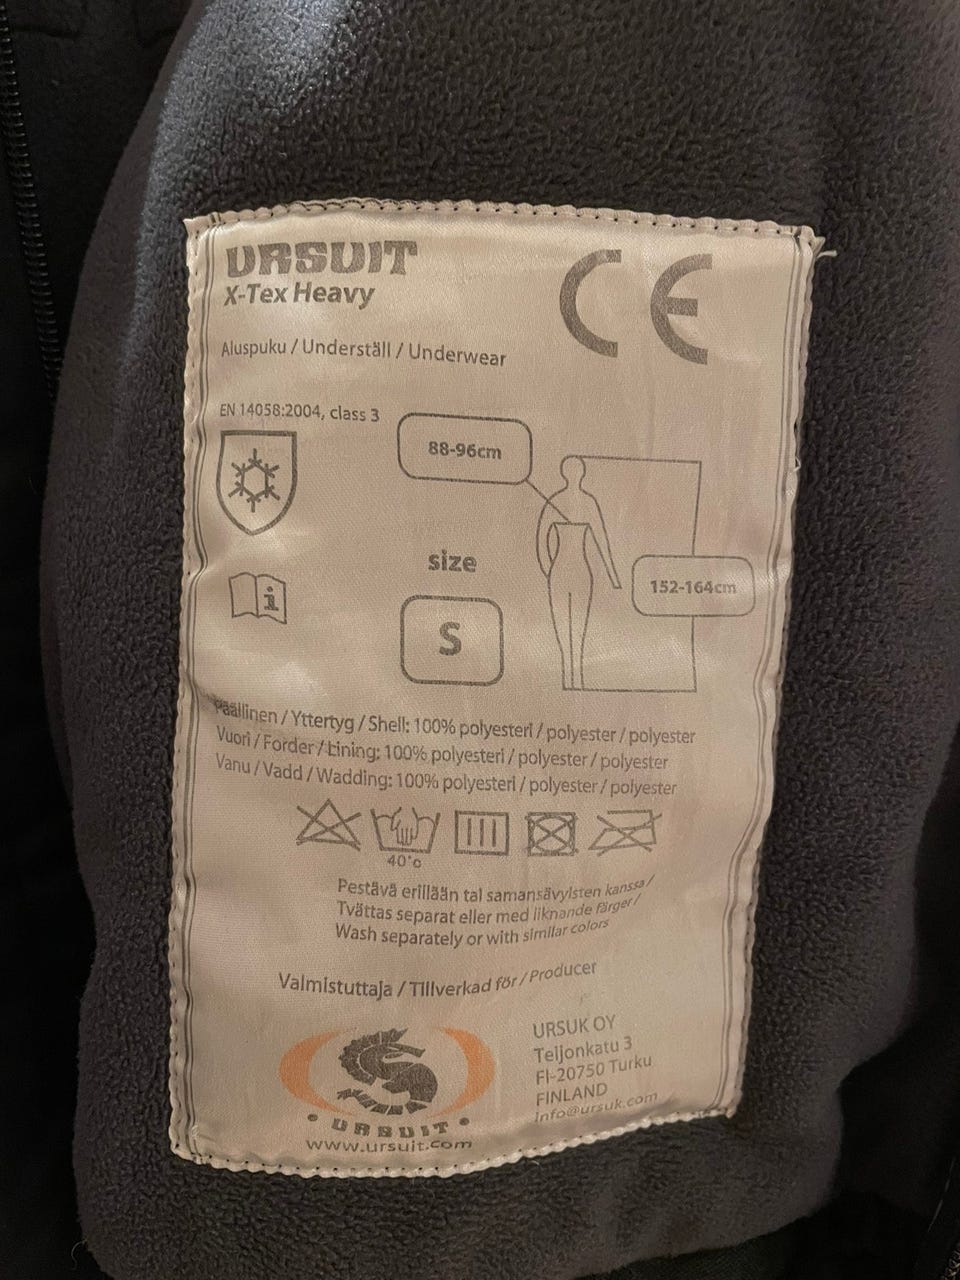 URSUIT
X-Tex Heavy
CE
Aluspuku / Underställ / Underwear
EN 14058:2004, class 3
88-96cm
size
152-164cm
i
S
Päällinen / Yttertyg / Shell: 100% polyesteri / polyester / polyester
Vuori / Forder / Lining: 100% polyesteri / polyester / polyester
Vanu / Vadd / Wadding: 100% polyesteri / polyester / polyester
40°c
Pestävä erillään tai samansävyisten kanssa /
Tvättas separat eller med liknande färger /
Wash separately or with similar colors
Valmistuttaja / Tillverkad för / Producer
URSUK OY
Teijonkatu 3
FI-20750 Turku
FINLAND
info@ursuk.com
• URSUIT •
www.ursuit.com